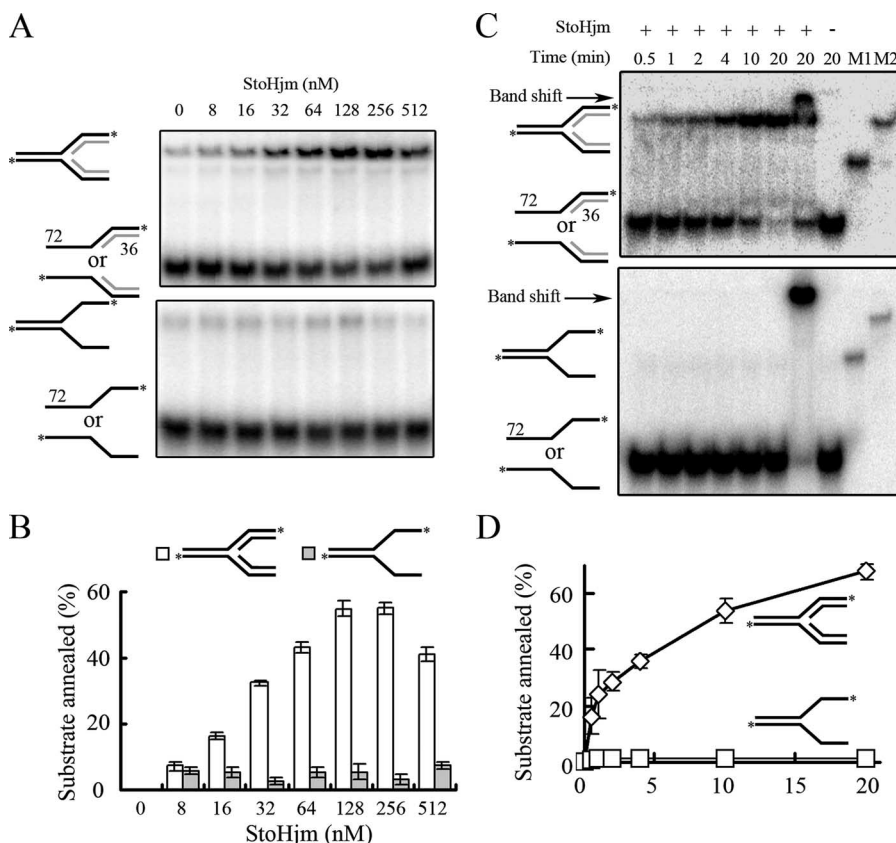 A
StoHjm (nM)
0 8 16 32 64 128 256 512
*
*
72
*
36
or
*
*
*
72
*
or
*
B
*
*
*
*
Substrate annealed (%)
60
40
20
0
0 8 16 32 64 128 256 512
StoHjm (nM)
C
StoHjm + + + + + + + -
Time (min) 0.5 1 2 4 10 20 20 20 M1 M2
Band shift
*
*
72
*
36
or
*
Band shift
*
*
72
*
or
*
D
Substrate annealed (%)
60
40
20
0
*
*
*
*
0 5 10 15 20